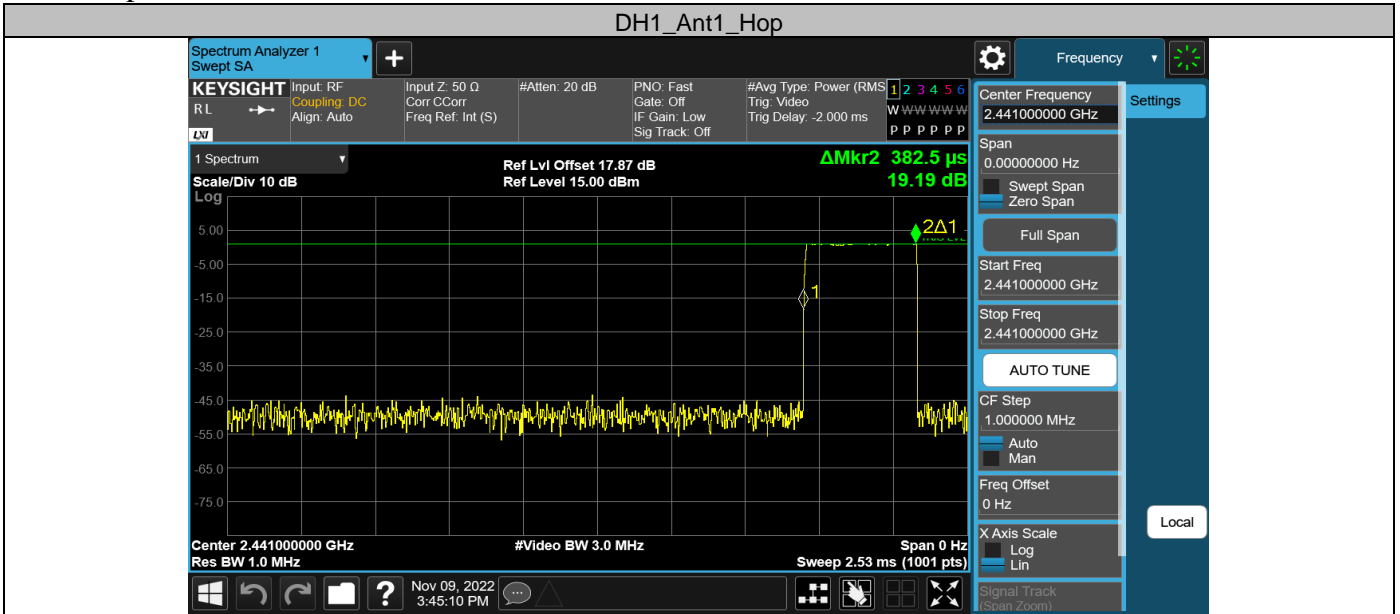 DH1_Ant1_Hop
Spectrum Analyzer 1
Swept SA
Frequency
KEYSIGHT
R L
LXI
Input: RF
Coupling: DC
Align: Auto
Input Z: 50 Ω
Corr CCorr
Freq Ref: Int (S)
#Atten: 20 dB
PNO: Fast
Gate: Off
IF Gain: Low
Sig Track: Off
#Avg Type: Power (RMS
Trig: Video
Trig Delay: -2.000 ms
1 2 3 4 5 6
W W W W W W
P P P P P P
1 Spectrum
Scale/Div 10 dB
Log
Ref Lvl Offset 17.87 dB
Ref Level 15.00 dBm
ΔMkr2 382.5 µs
19.19 dB
5.00
-5.00
-15.0
-25.0
-35.0
-45.0
-55.0
-65.0
-75.0
2Δ1
1
Center 2.441000000 GHz
Res BW 1.0 MHz
#Video BW 3.0 MHz
Span 0 Hz
Sweep 2.53 ms (1001 pts)
Center Frequency
2.441000000 GHz
Settings
Span
0.00000000 Hz
Swept Span
Zero Span
Full Span
Start Freq
2.441000000 GHz
Stop Freq
2.441000000 GHz
AUTO TUNE
CF Step
1.000000 MHz
Auto
Man
Freq Offset
0 Hz
X Axis Scale
Log
Lin
Local
Signal Track
(Span Zoom)
?
Nov 09, 2022
3:45:10 PM